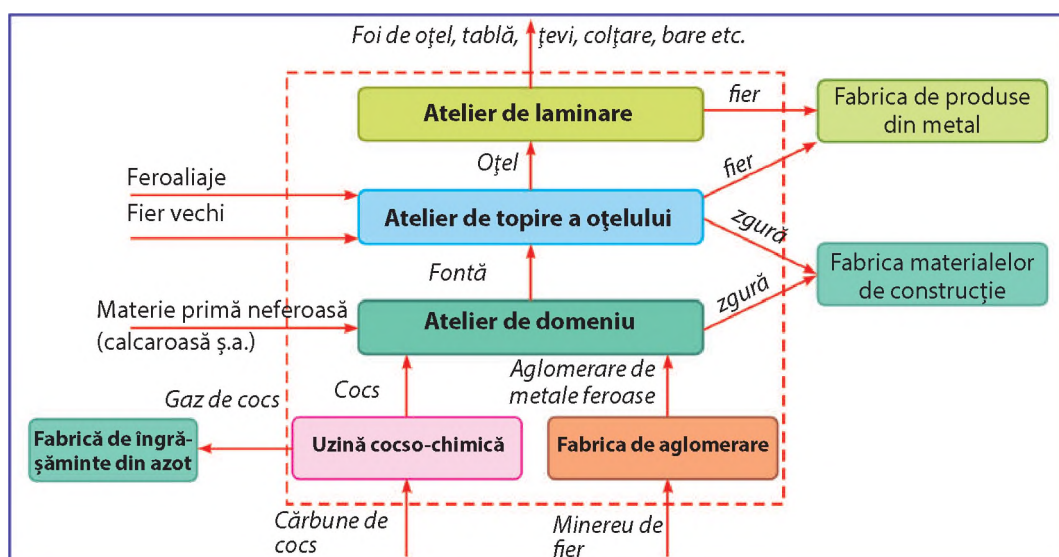 Foi de oţel, tablă, ţevi, colţare, bare etc.
Atelier de laminare
fier
Fabrica de produse
din metal
Oţel
fier
Feroaliaje
Fier vechi
Atelier de topire a oţelului
zgură
Fontă
Fabrica materialelor
de construcţie
zgură
Materie primă neferoasă
(calcaroasă ş.a.)
Atelier de domeniu
Cocs
Aglomerare de
metale feroase
Gaz de cocs
Fabrică de îngră-
şăminte din azot
Uzină cocso-chimică
Fabrica de aglomerare
Cărbune de
cocs
Minereu de
fier